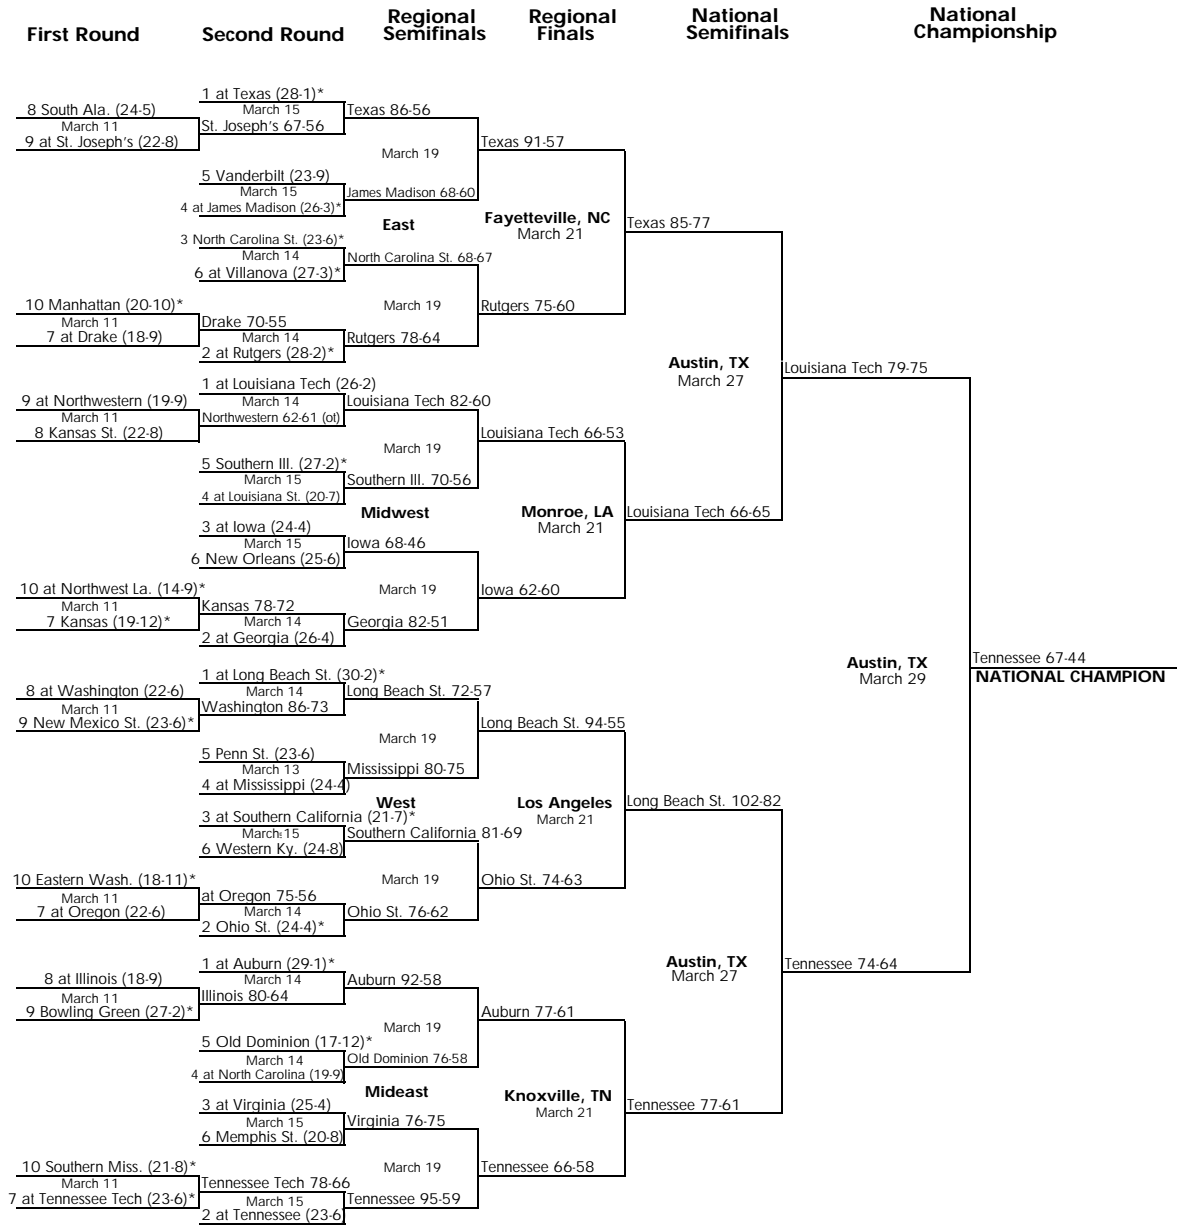 First Round
Second Round
Regional
Semifinals
Regional
Finals
National
Semifinals
National
Championship
1 at Texas (28-1)*
8 South Ala. (24-5)
March 15
Texas 86-56
March 11
St. Joseph's 67-56
9 at St. Joseph's (22-8)
Texas 91-57
March 19
5 Vanderbilt (23-9)
March 15
James Madison 68-60
4 at James Madison (26-3)*
East
Fayetteville, NC
March 21
Texas 85-77
3 North Carolina St. (23-6)*
March 14
North Carolina St. 68-67
6 at Villanova (27-3)*
10 Manhattan (20-10)*
March 19
Rutgers 75-60
March 11
Drake 70-55
7 at Drake (18-9)
March 14
Rutgers 78-64
2 at Rutgers (28-2)*
Austin, TX
March 27
Louisiana Tech 79-75
1 at Louisiana Tech (26-2)
9 at Northwestern (19-9)
March 14
Louisiana Tech 82-60
March 11
Northwestern 62-61 (ot)
8 Kansas St. (22-8)
Louisiana Tech 66-53
March 19
5 Southern Ill. (27-2)*
March 15
Southern Ill. 70-56
4 at Louisiana St. (20-7)
Midwest
Monroe, LA
March 21
Louisiana Tech 66-65
3 at Iowa (24-4)
March 15
Iowa 68-46
6 New Orleans (25-6)
10 at Northwest La. (14-9)*
March 19
Iowa 62-60
March 11
Kansas 78-72
7 Kansas (19-12)*
March 14
Georgia 82-51
2 at Georgia (26-4)
Austin, TX
March 29
Tennessee 67-44
NATIONAL CHAMPION
1 at Long Beach St. (30-2)*
8 at Washington (22-6)
March 14
Long Beach St. 72-57
March 11
Washington 86-73
9 New Mexico St. (23-6)*
Long Beach St. 94-55
March 19
5 Penn St. (23-6)
March 13
Mississippi 80-75
4 at Mississippi (24-4)
West
Los Angeles
March 21
Long Beach St. 102-82
3 at Southern California (21-7)*
March 15
Southern California 81-69
6 Western Ky. (24-8)
10 Eastern Wash. (18-11)*
March 19
Ohio St. 74-63
March 11
at Oregon 75-56
7 at Oregon (22-6)
March 14
Ohio St. 76-62
2 Ohio St. (24-4)*
Austin, TX
March 27
Tennessee 74-64
1 at Auburn (29-1)*
8 at Illinois (18-9)
March 14
Auburn 92-58
March 11
Illinois 80-64
9 Bowling Green (27-2)*
Auburn 77-61
March 19
5 Old Dominion (17-12)*
March 14
Old Dominion 76-58
4 at North Carolina (19-9)
Mideast
Knoxville, TN
March 21
Tennessee 77-61
3 at Virginia (25-4)
March 15
Virginia 76-75
6 Memphis St. (20-8)
10 Southern Miss. (21-8)*
March 19
Tennessee 66-58
March 11
Tennessee Tech 78-66
7 at Tennessee Tech (23-6)*
March 15
Tennessee 95-59
2 at Tennessee (23-6)